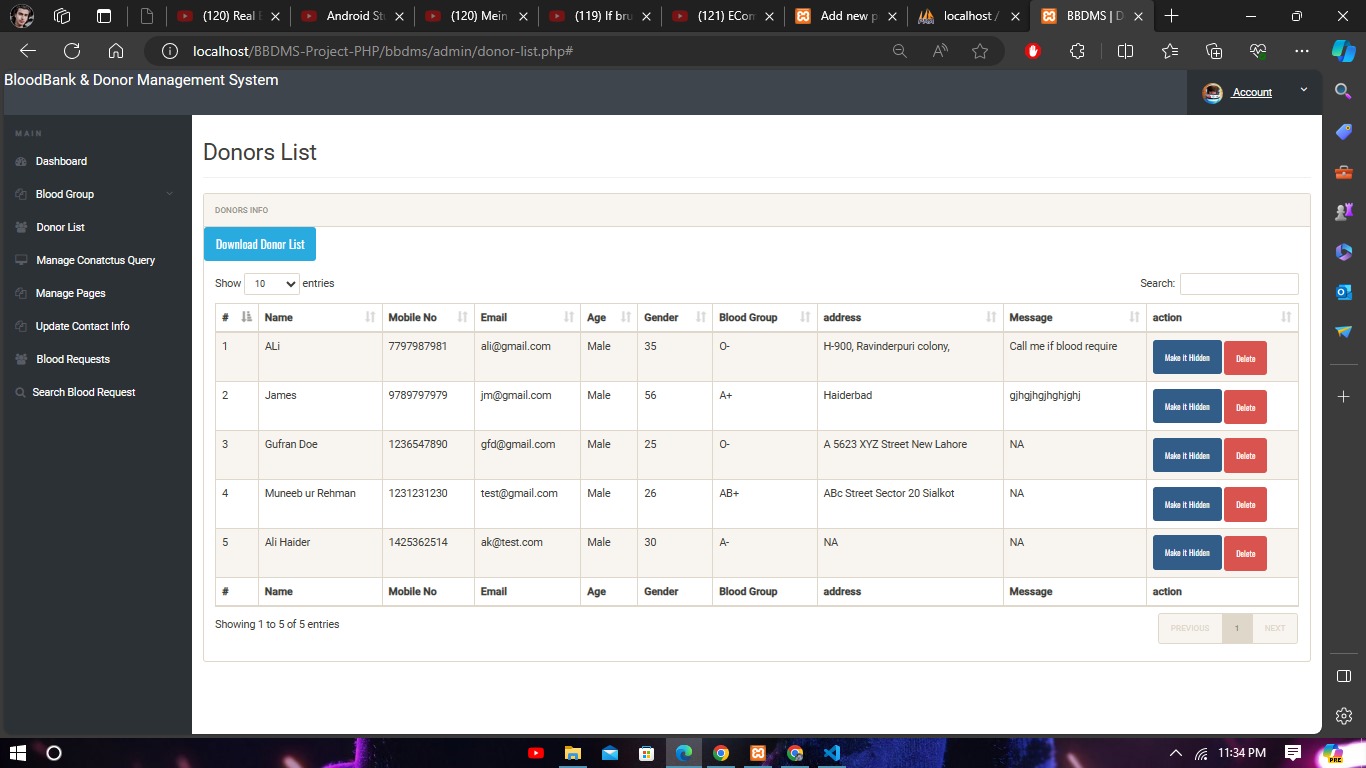 (120) Real E
Android St
(120) Mein
(119) If bru
(121) ECom
Add new p
localhost /
BBDMS | D
localhost/BBDMS-Project-PHP/bbdms/admin/donor-list.php#
BloodBank & Donor Management System
Account
MAIN
Dashboard
Blood Group
Donor List
Manage Conatctus Query
Manage Pages
Update Contact Info
Blood Requests
Search Blood Request
Donors List
DONORS INFO
Download Donor List
Show 10 entries
Search:
# Name Mobile No Email Age Gender Blood Group address Message action
1 ALi 7797987981 ali@gmail.com Male 35 O- H-900, Ravinderpuri colony, Call me if blood require Make it Hidden Delete
2 James 9789797979 jm@gmail.com Male 56 A+ Haiderbad gjhgjhgjhghjghj Make it Hidden Delete
3 Gufran Doe 1236547890 gfd@gmail.com Male 25 O- A 5623 XYZ Street New Lahore NA Make it Hidden Delete
4 Muneeb ur Rehman 1231231230 test@gmail.com Male 26 AB+ ABc Street Sector 20 Sialkot NA Make it Hidden Delete
5 Ali Haider 1425362514 ak@test.com Male 30 A- NA NA Make it Hidden Delete
# Name Mobile No Email Age Gender Blood Group address Message action
Showing 1 to 5 of 5 entries
PREVIOUS 1 NEXT
11:34 PM
PRE